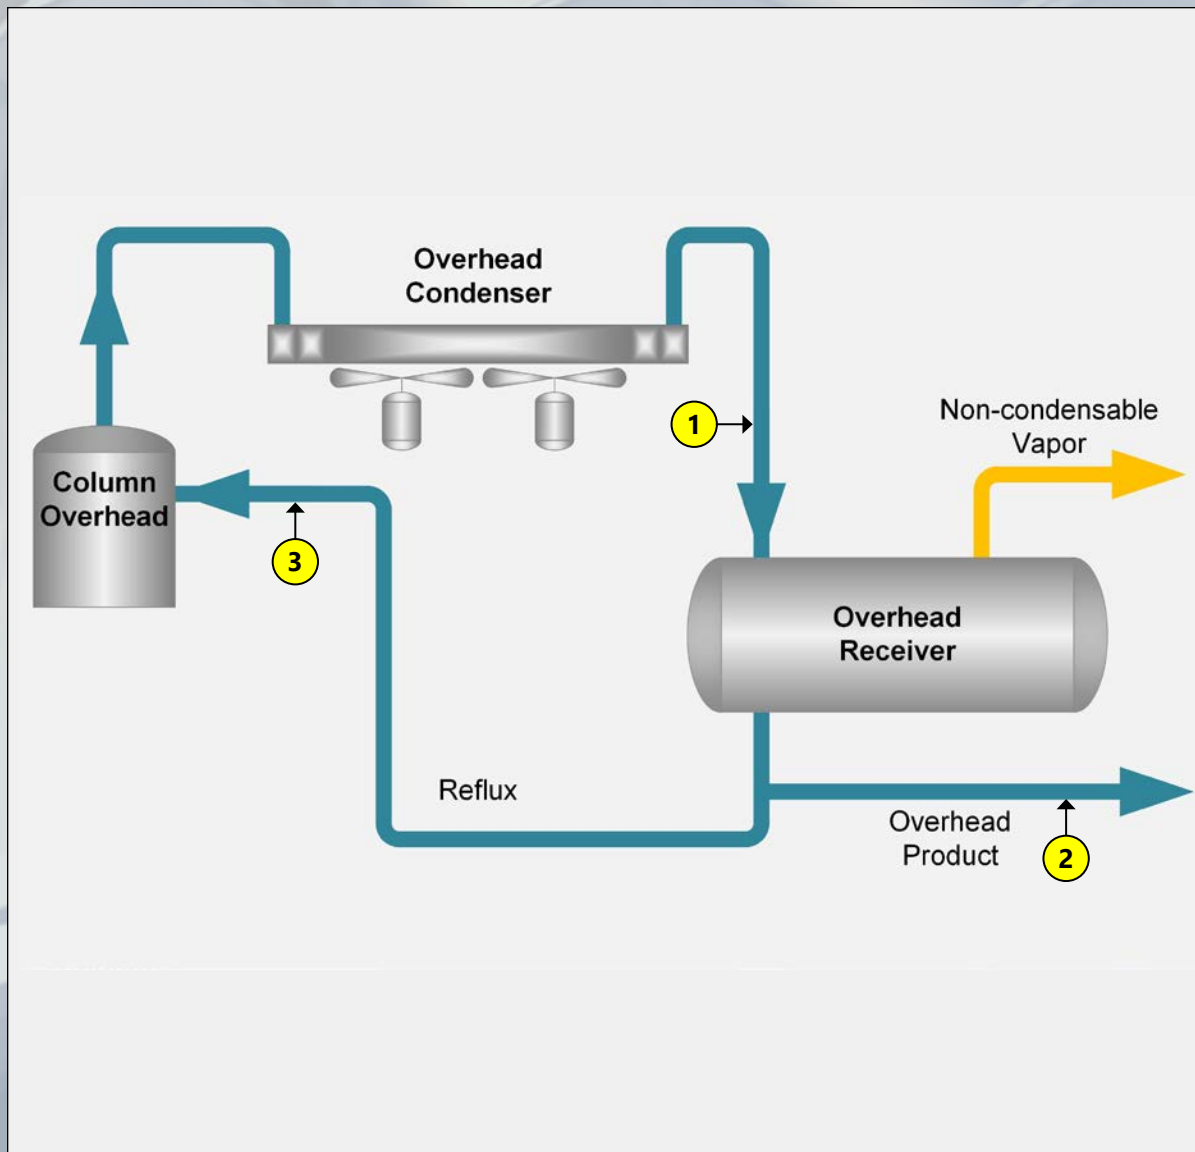 Overhead
Condenser
1
Non-condensable
Vapor
Column
Overhead
3
Overhead
Receiver
Reflux
Overhead
Product
2